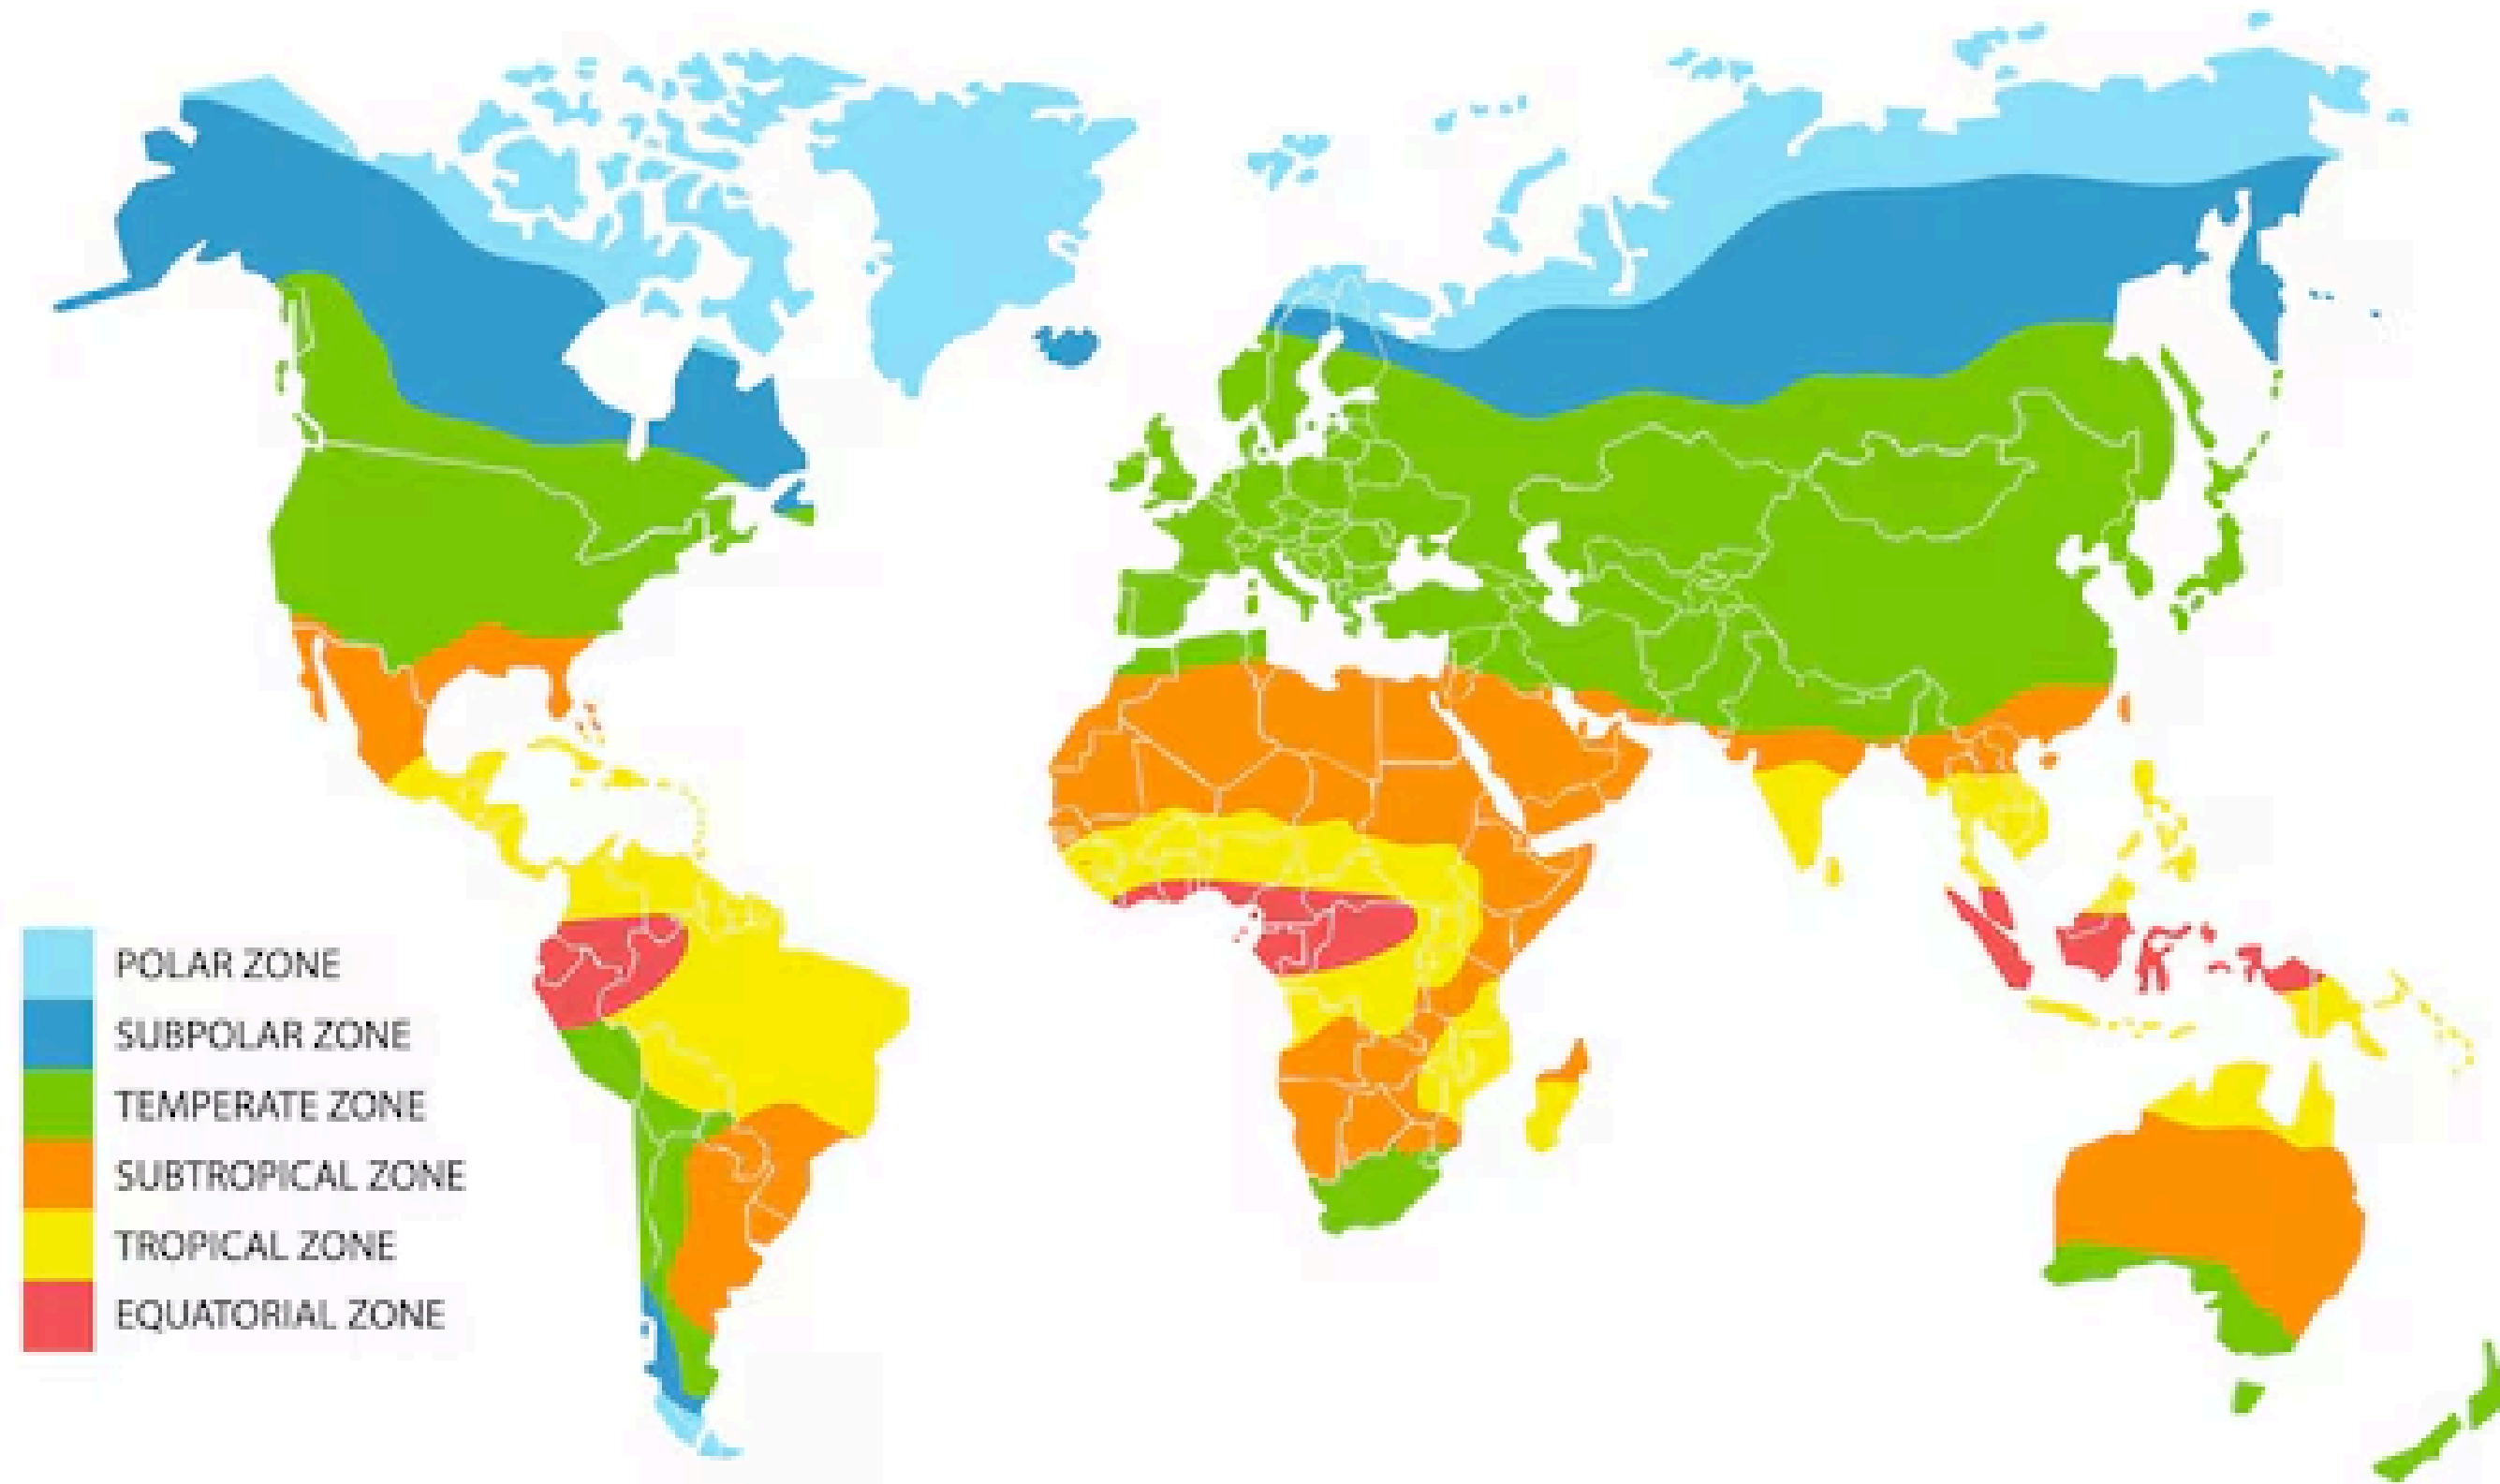 POLAR ZONE
SUBPOLAR ZONE
TEMPERATE ZONE
SUBTROPICAL ZONE
TROPICAL ZONE
EQUATORIAL ZONE